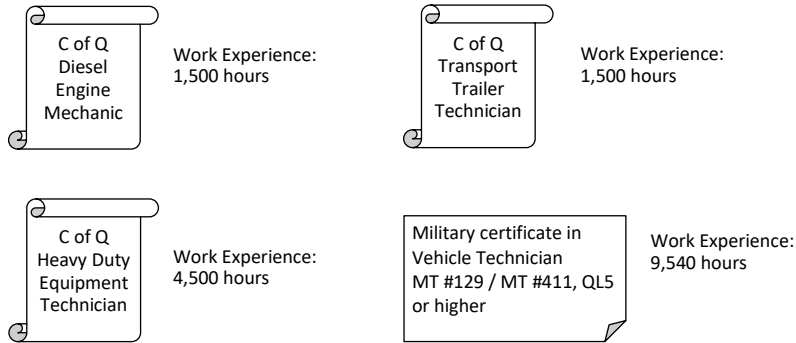 C of Q
Diesel
Engine
Mechanic
Work Experience:
1,500 hours
C of Q
Transport
Trailer
Technician
Work Experience:
1,500 hours
C of Q
Heavy Duty
Equipment
Technician
Work Experience:
4,500 hours
Military certificate in
Vehicle Technician
MT #129 / MT #411, QL5
or higher
Work Experience:
9,540 hours